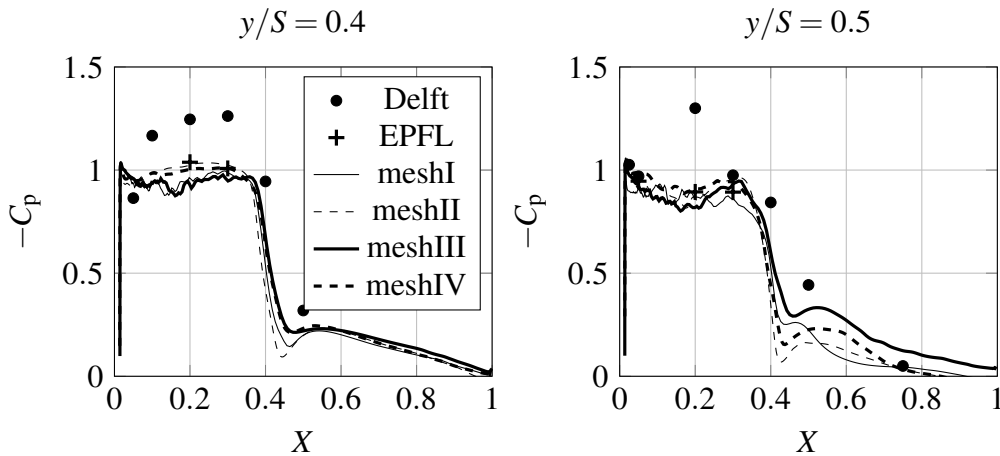 y/S = 0.4
1.5
1
0.5
0
−Cp
0 0.2 0.4 0.6 0.8 1
X
Delft
EPFL
meshI
meshII
meshIII
meshIV
y/S = 0.5
1.5
1
0.5
0
−Cp
0 0.2 0.4 0.6 0.8 1
X